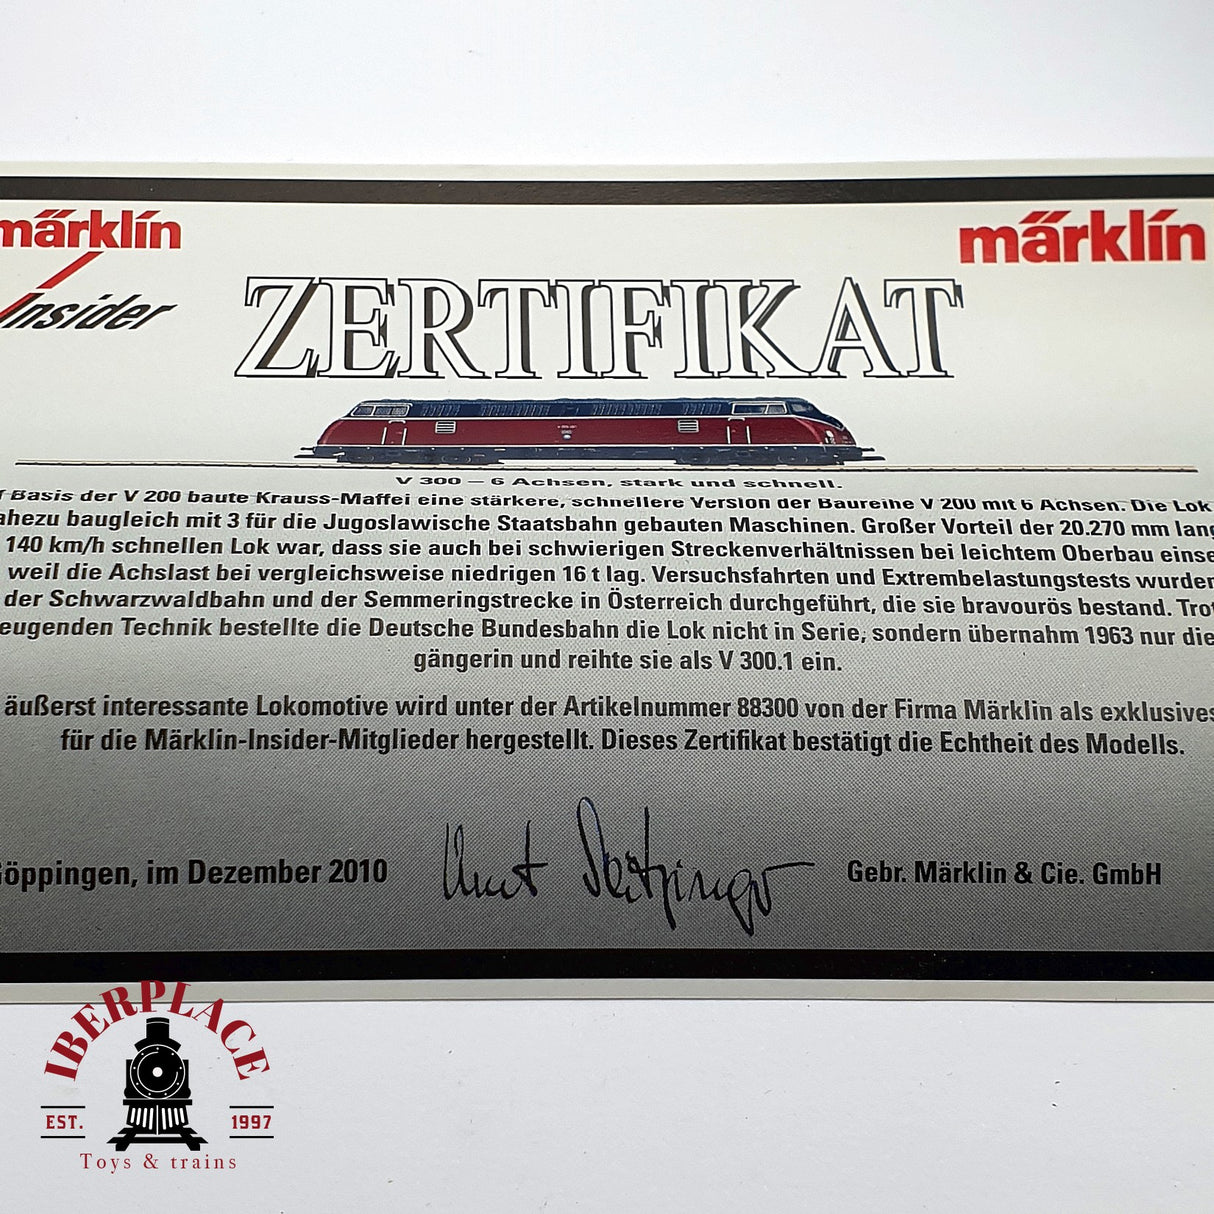 märklin
märklin
Insider
ZERTIFIKAT
V 300 – 6 Achsen, stark und schnell.
f Basis der V 200 baute Krauss-Maffei eine stärkere, schnellere Version der Baureihe V 200 mit 6 Achsen. Die Lok
ahezu baugleich mit 3 für die Jugoslawische Staatsbahn gebauten Maschinen. Großer Vorteil der 20.270 mm lang
140 km/h schnellen Lok war, dass sie auch bei schwierigen Streckenverhältnissen bei leichtem Oberbau einse
weil die Achslast bei vergleichsweise niedrigen 16 t lag. Versuchsfahrten und Extrembelastungstests wurden
der Schwarzwaldbahn und der Semmeringstrecke in Österreich durchgeführt, die sie bravourös bestand. Trot
eugenden Technik bestellte die Deutsche Bundesbahn die Lok nicht in Serie, sondern übernahm 1963 nur die
gängerin und reihte sie als V 300.1 ein.
äußerst interessante Lokomotive wird unter der Artikelnummer 88300 von der Firma Märklin als exklusives
für die Märklin-Insider-Mitglieder hergestellt. Dieses Zertifikat bestätigt die Echtheit des Modells.
öppingen, im Dezember 2010
Gebr. Märklin & Cie. GmbH
IBERPLACE
EST. 1997
Toys & trains